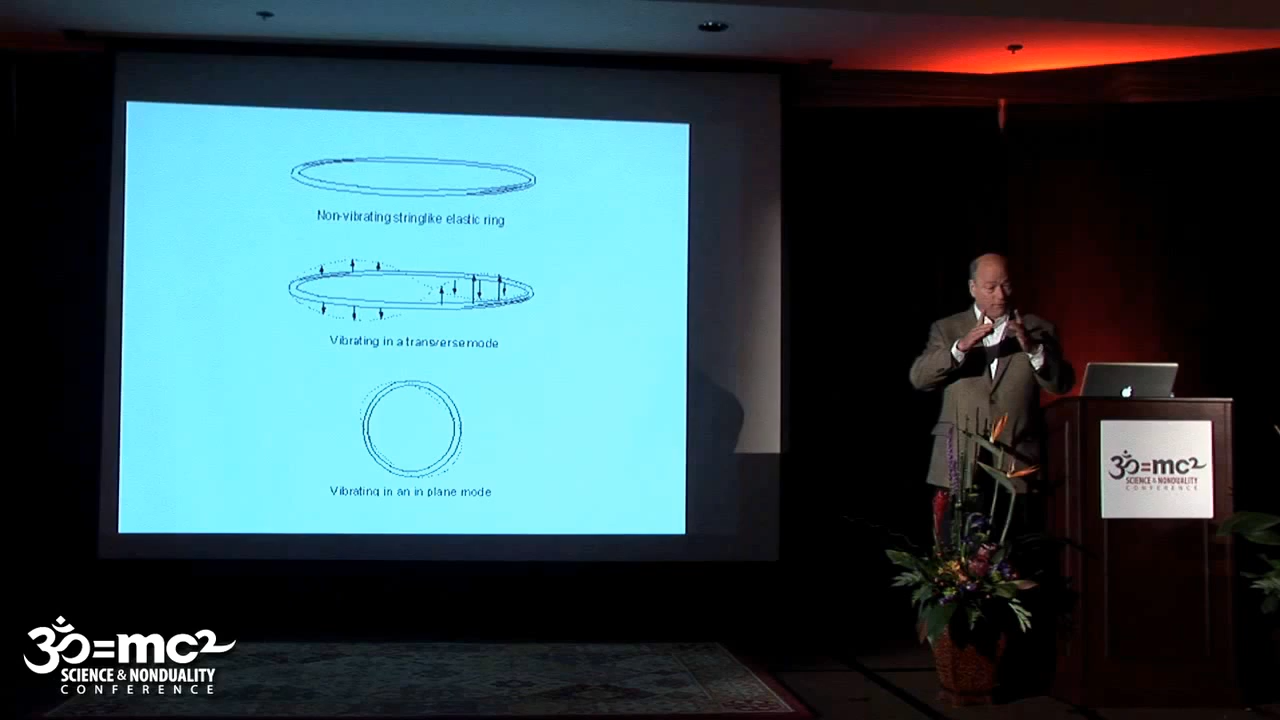 Non-vibrating stringlike elastic ring
Vibrating in a transverse mode
Vibrating in an in plane mode
ॐ=mc2
SCIENCE & NONDUALITY
CONFERENCE
ॐ=mc2
SCIENCE & NONDUALITY
CONFERENCE